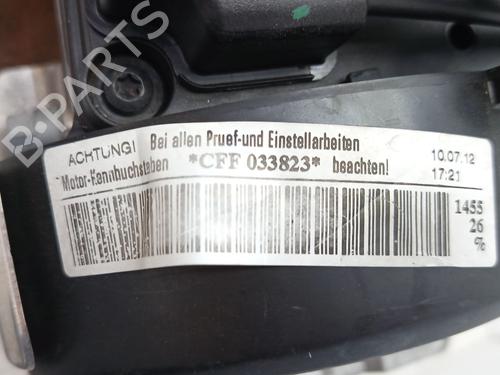 B-PARTS
ACHTUNG! Bei allen Pruef-und Einstellarbeiten 10.07.12
Motor-Kennbuchstaben *CFF 033823* beachten! 17:21
1455
26
%